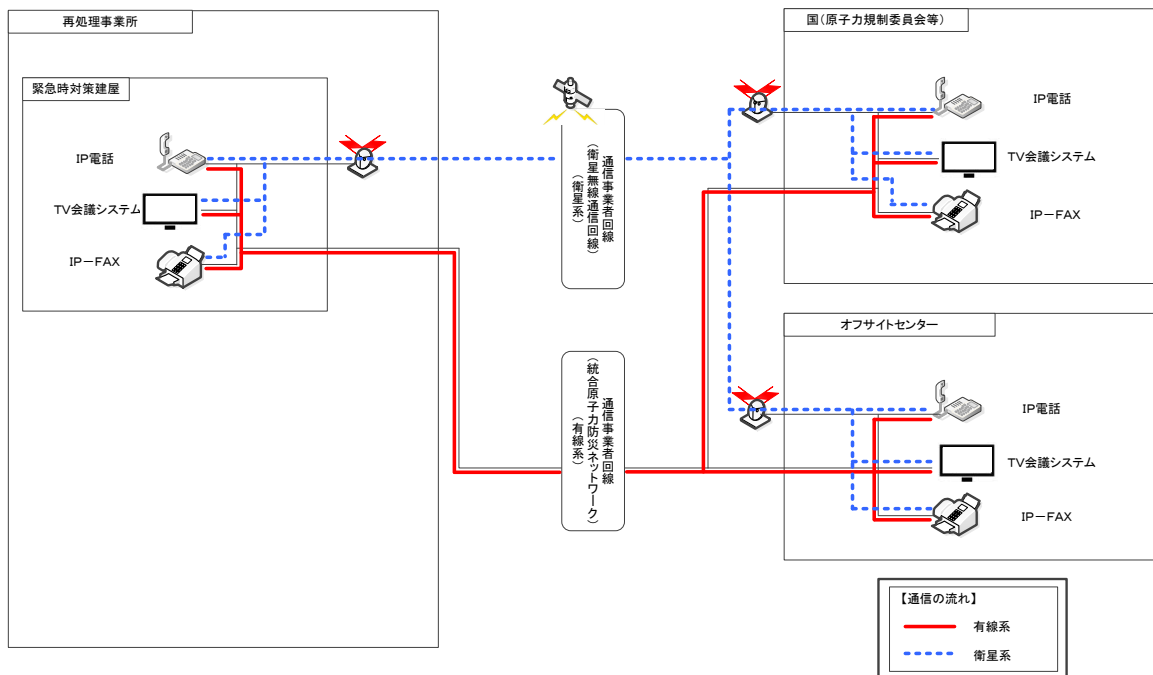 再処理事業所
緊急時対策建屋
IP電話
TV会議システム
IP－FAX
通信事業者回線
（衛星無線通信回線）
（衛星系）
通信事業者回線
（統合原子力防災ネットワーク）
（有線系）
国（原子力規制委員会等）
IP電話
TV会議システム
IP－FAX
オフサイトセンター
IP電話
TV会議システム
IP－FAX
【通信の流れ】
有線系
衛星系